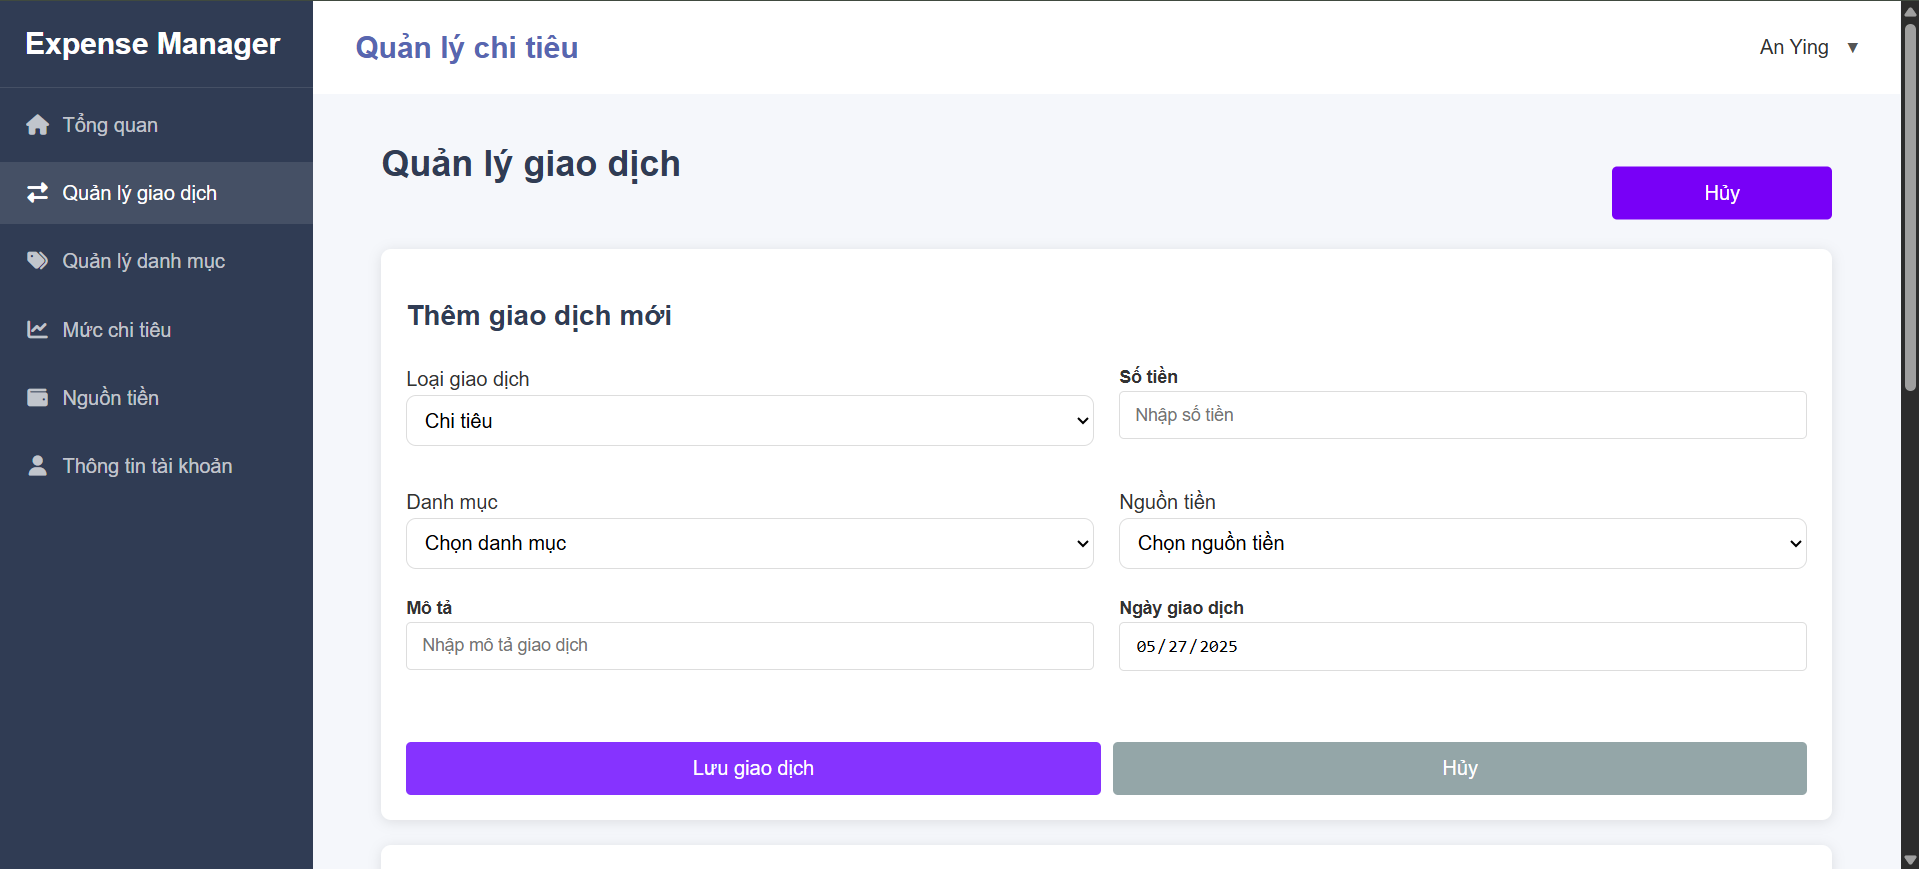 Expense Manager
Quản lý chi tiêu
An Ying ▼
Tổng quan
Quản lý giao dịch
Quản lý danh mục
Mức chi tiêu
Nguồn tiền
Thông tin tài khoản
Quản lý giao dịch
Hủy
Thêm giao dịch mới
Loại giao dịch
Số tiền
Chi tiêu
Nhập số tiền
Danh mục
Nguồn tiền
Chọn danh mục
Chọn nguồn tiền
Mô tả
Ngày giao dịch
Nhập mô tả giao dịch
05/27/2025
Lưu giao dịch
Hủy